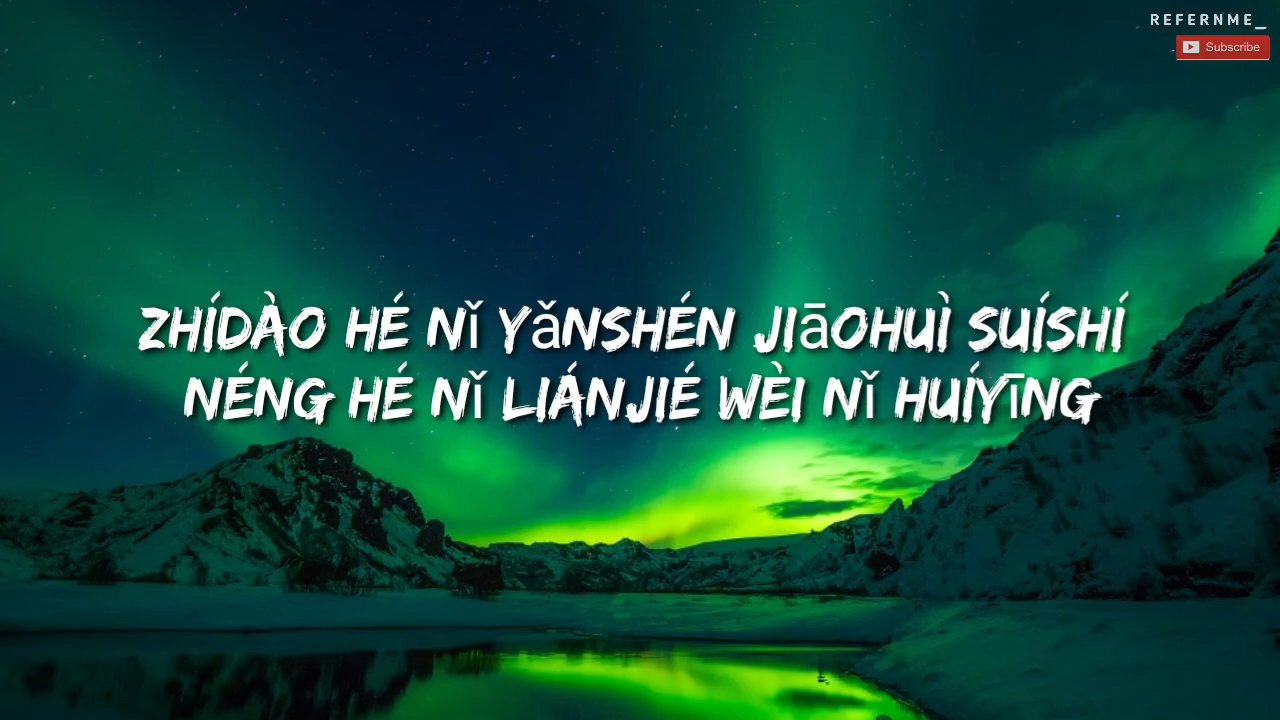 REFERNME_
Subscribe
ZHÍDÀO HÉ NǏ YǍNSHÉN JIĀOHUÌ SUÍSHÍ
NÉNG HÉ NǏ LIÁNJIÉ WÈI NǏ HUÍYĪNG